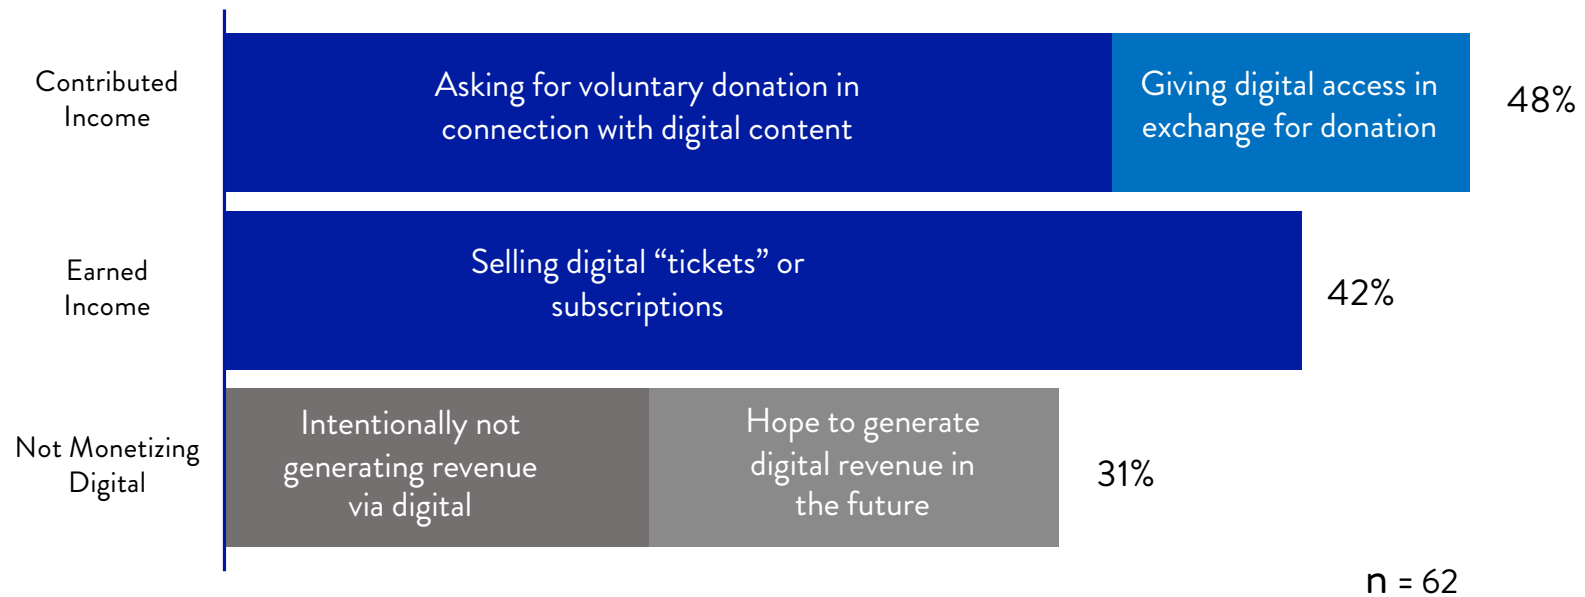 Contributed
Income
Asking for voluntary donation in
connection with digital content
Giving digital access in
exchange for donation
48%
Earned
Income
Selling digital “tickets” or
subscriptions
42%
Not Monetizing
Digital
Intentionally not
generating revenue
via digital
Hope to generate
digital revenue in
the future
31%
n = 62